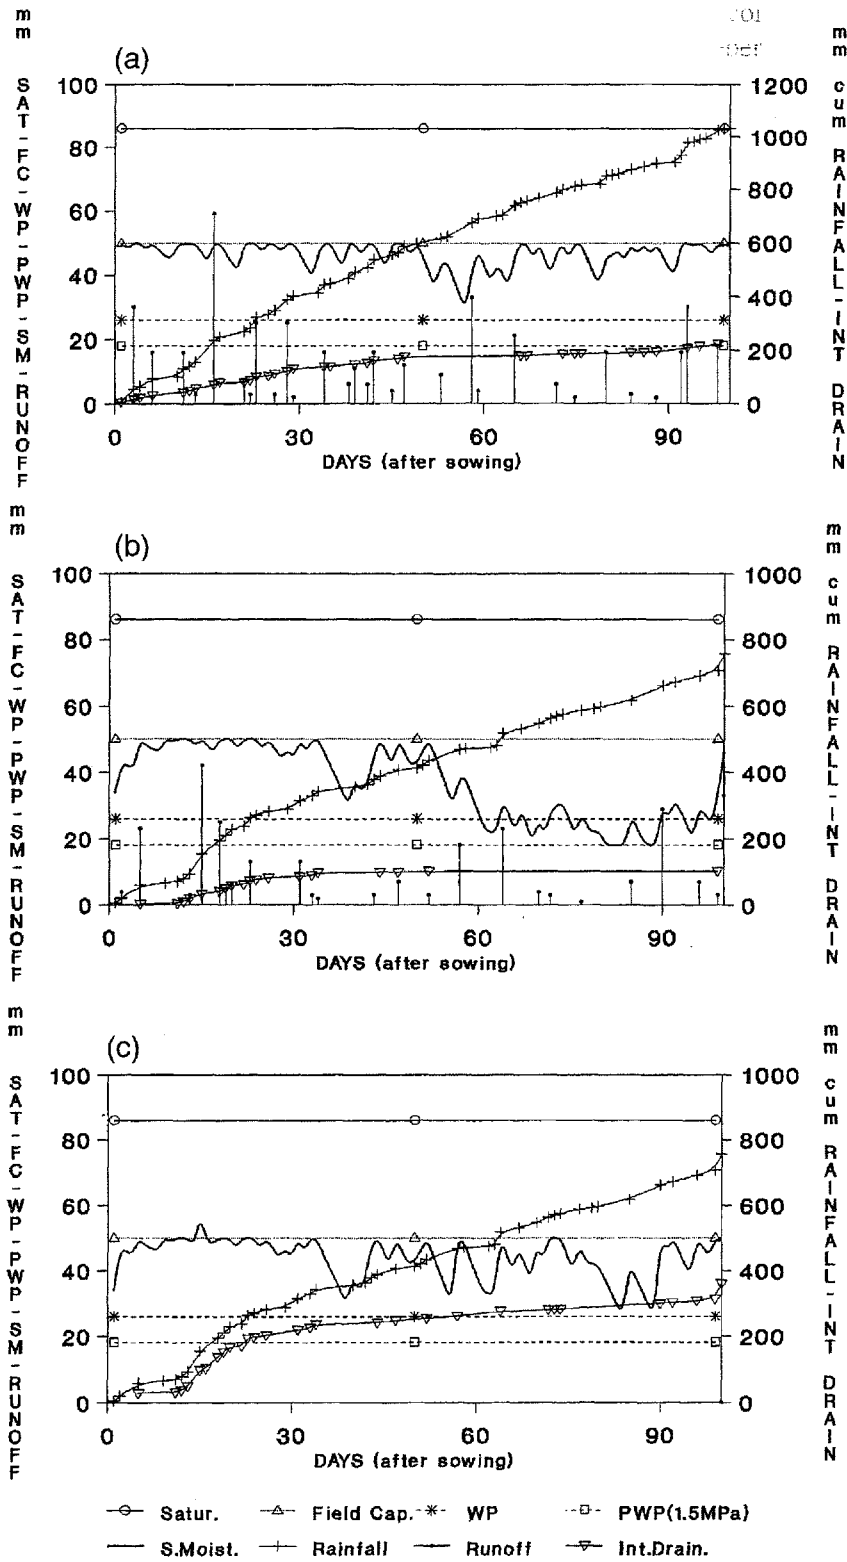 mm SAT-FC-WP-PWP-SM-RUNOFF
(a)
mm cum RAINFALL-INT DRAIN
100 80 60 40 20 0
1200 1000 800 600 400 200 0
0 30 60 90
DAYS (after sowing)
mm SAT-FC-WP-PWP-SM-RUNOFF
(b)
mm cum RAINFALL-INT DRAIN
100 80 60 40 20 0
1000 800 600 400 200 0
0 30 60 90
DAYS (after sowing)
mm SAT-FC-WP-PWP-SM-RUNOFF
(c)
mm cum RAINFALL-INT DRAIN
100 80 60 40 20 0
1000 800 600 400 200 0
0 30 60 90
DAYS (after sowing)
Satur. Field Cap. WP PWP(1.5MPa)
S.Moist. Rainfall Runoff Int.Drain.